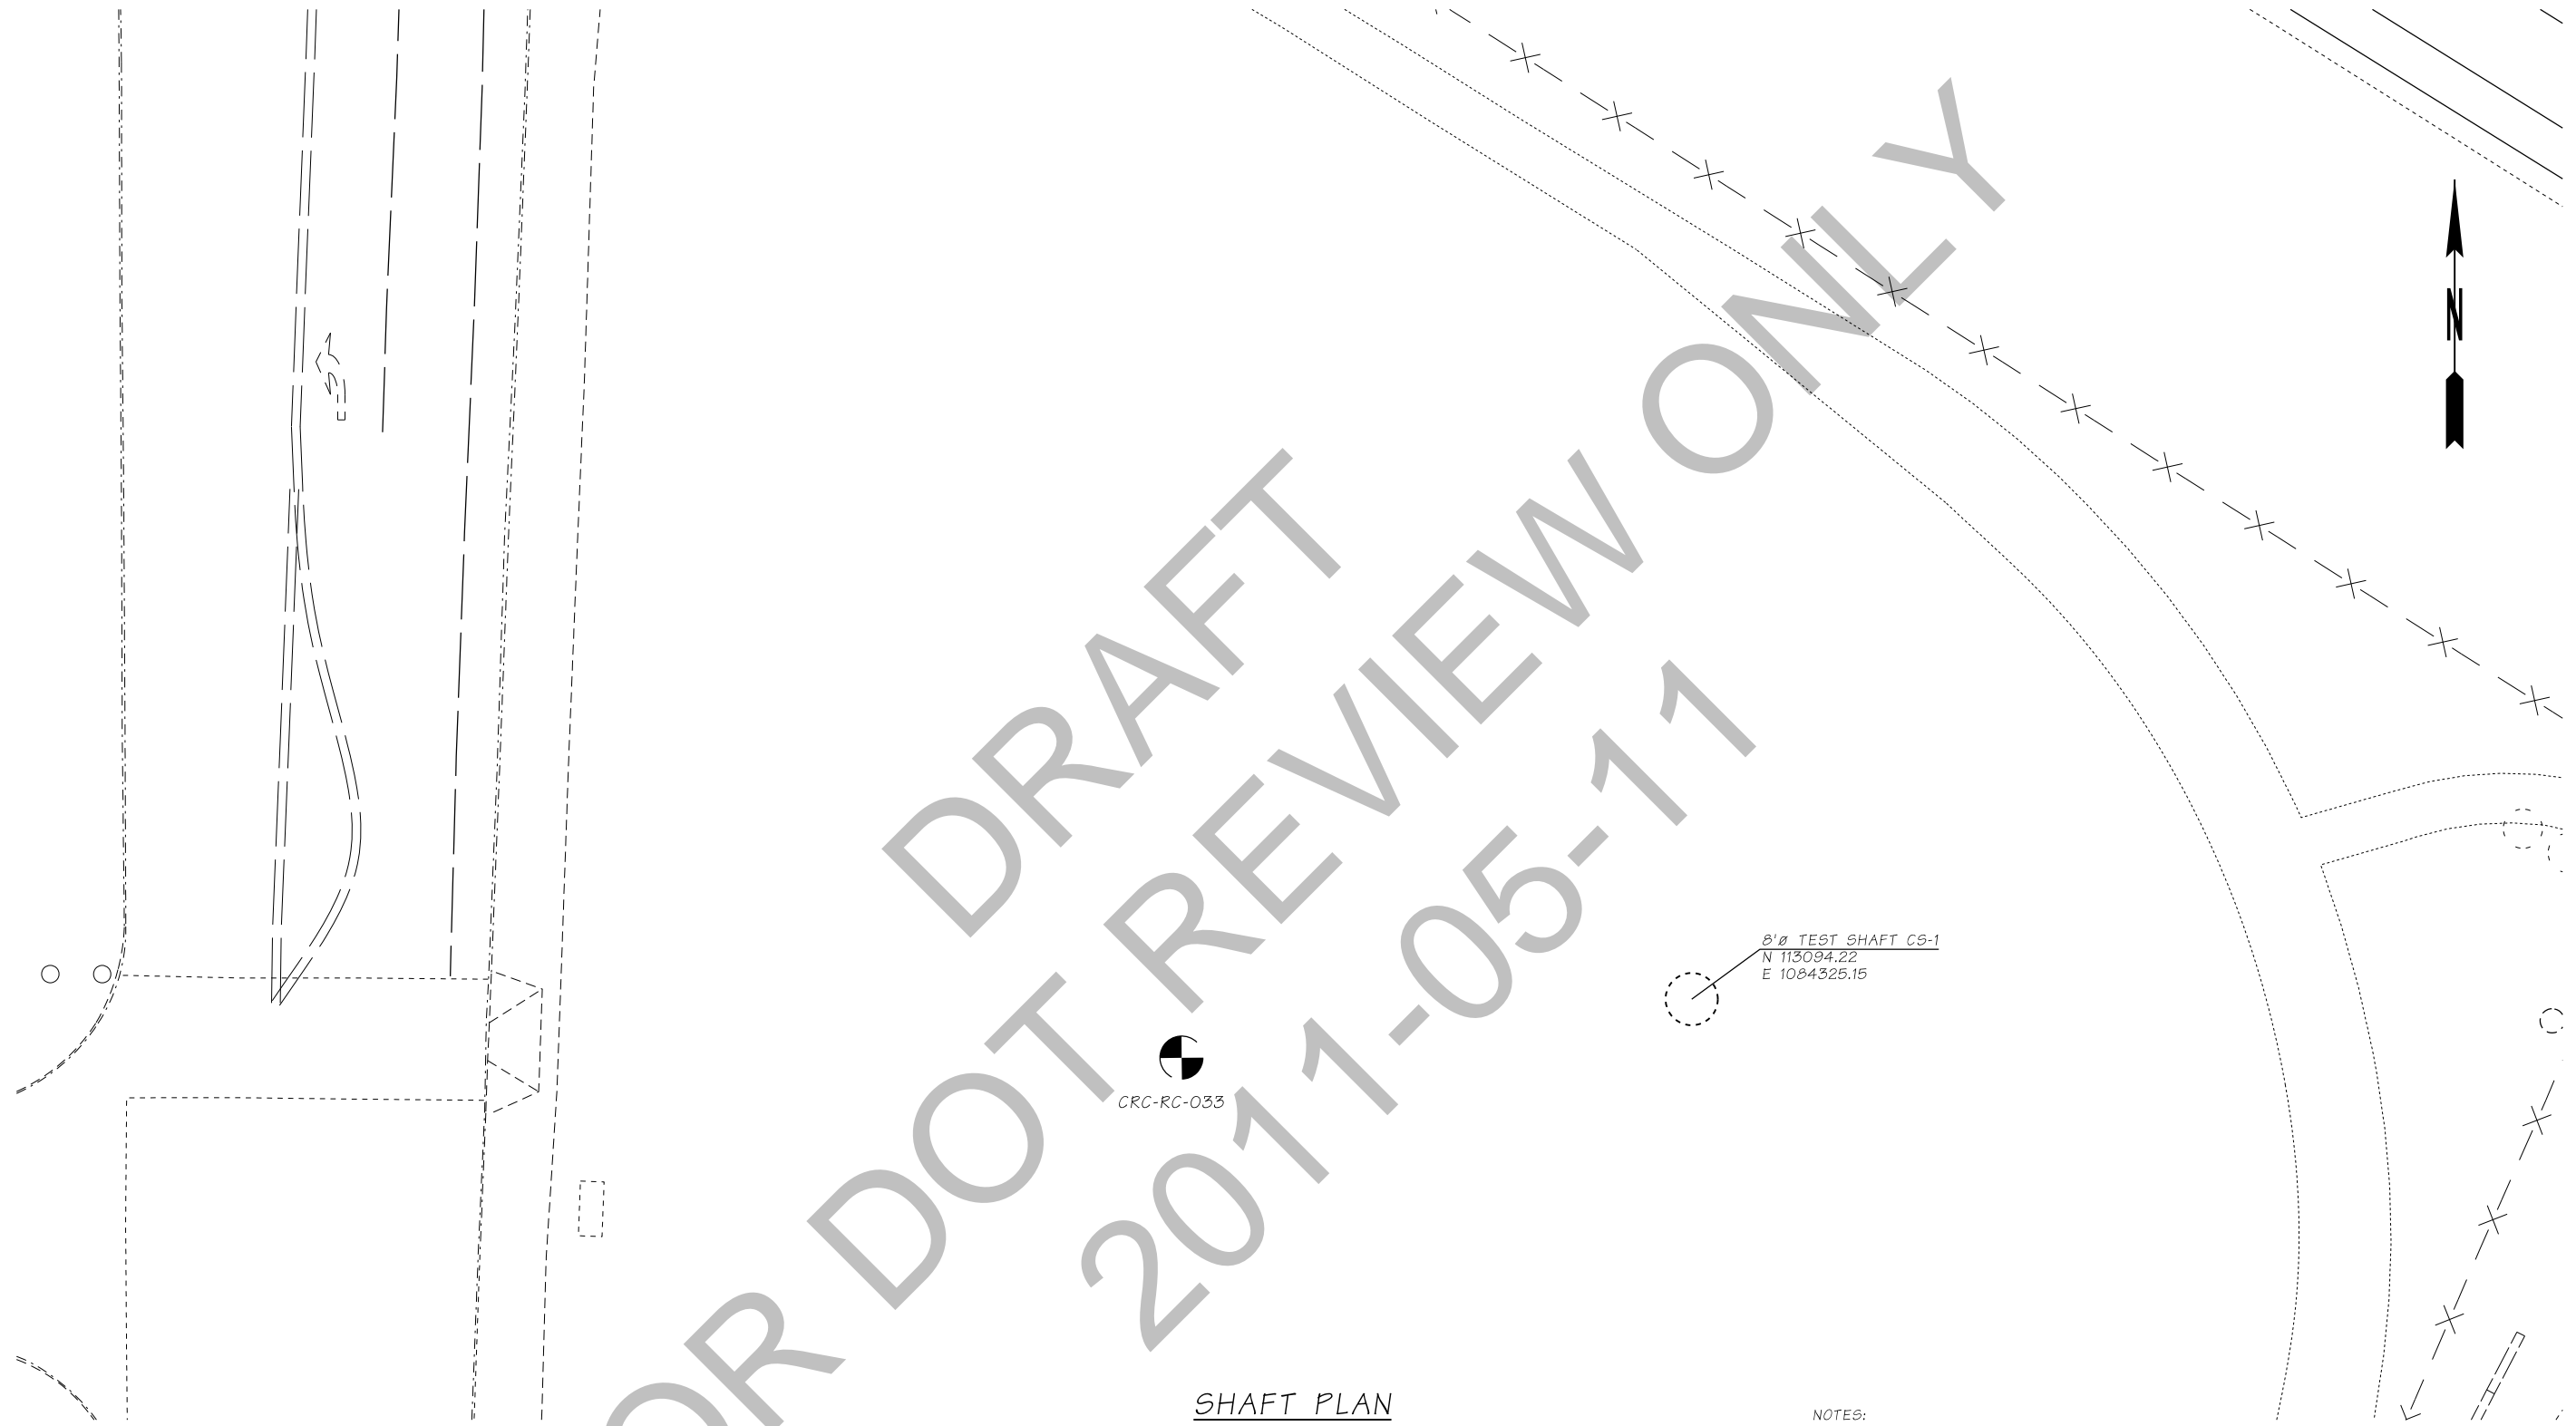 N
DRAFT
OR DOT REVIEW ONLY
2011-05-11
8'ø TEST SHAFT CS-1
N 113094.22
E 1084325.15
CRC-RC-033
SHAFT PLAN
NOTES: